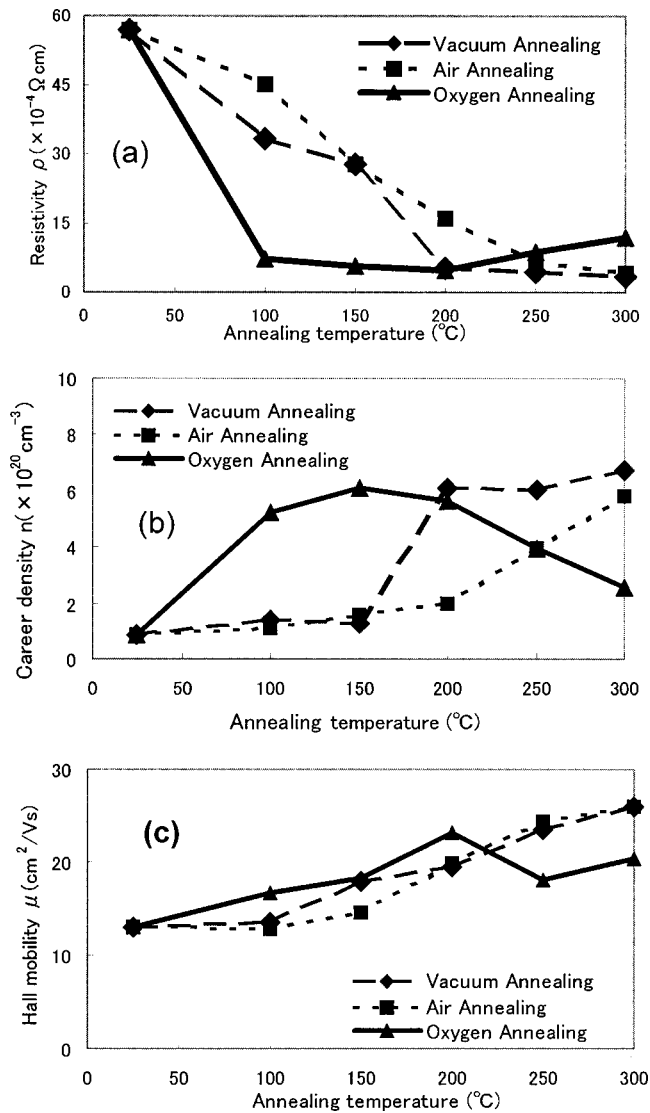 60
45
30
15
0
Resistivity ρ(×10⁻⁴Ωcm)
(a)
Vacuum Annealing
Air Annealing
Oxygen Annealing
0 50 100 150 200 250 300
Annealing temperature (℃)
10
8
6
4
2
0
Career density n(×10²⁰cm⁻³)
Vacuum Annealing
Air Annealing
Oxygen Annealing
(b)
0 50 100 150 200 250 300
Annealing temperature (℃)
30
20
10
0
Hall mobility μ(cm²/Vs)
(c)
Vacuum Annealing
Air Annealing
Oxygen Annealing
0 50 100 150 200 250 300
Annealing temperature (℃)